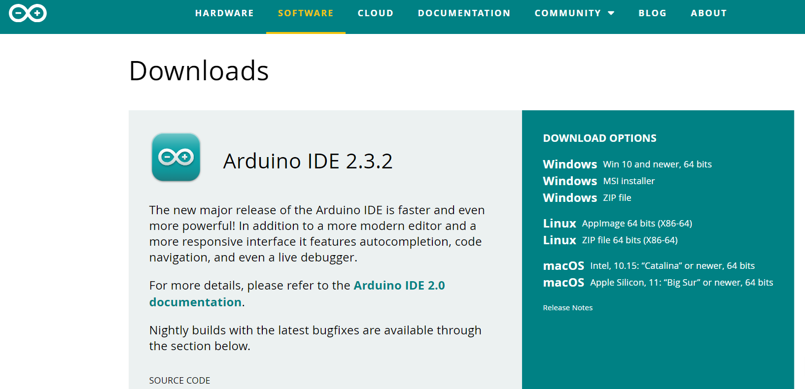 HARDWARE SOFTWARE CLOUD DOCUMENTATION COMMUNITY BLOG ABOUT
Downloads
Arduino IDE 2.3.2
The new major release of the Arduino IDE is faster and even
more powerful! In addition to a more modern editor and a
more responsive interface it features autocompletion, code
navigation, and even a live debugger.
For more details, please refer to the Arduino IDE 2.0
documentation.
Nightly builds with the latest bugfixes are available through
the section below.
SOURCE CODE
DOWNLOAD OPTIONS
Windows Win 10 and newer, 64 bits
Windows MSI installer
Windows ZIP file
Linux AppImage 64 bits (X86-64)
Linux ZIP file 64 bits (X86-64)
macOS Intel, 10.15: “Catalina” or newer, 64 bits
macOS Apple Silicon, 11: “Big Sur” or newer, 64 bits
Release Notes